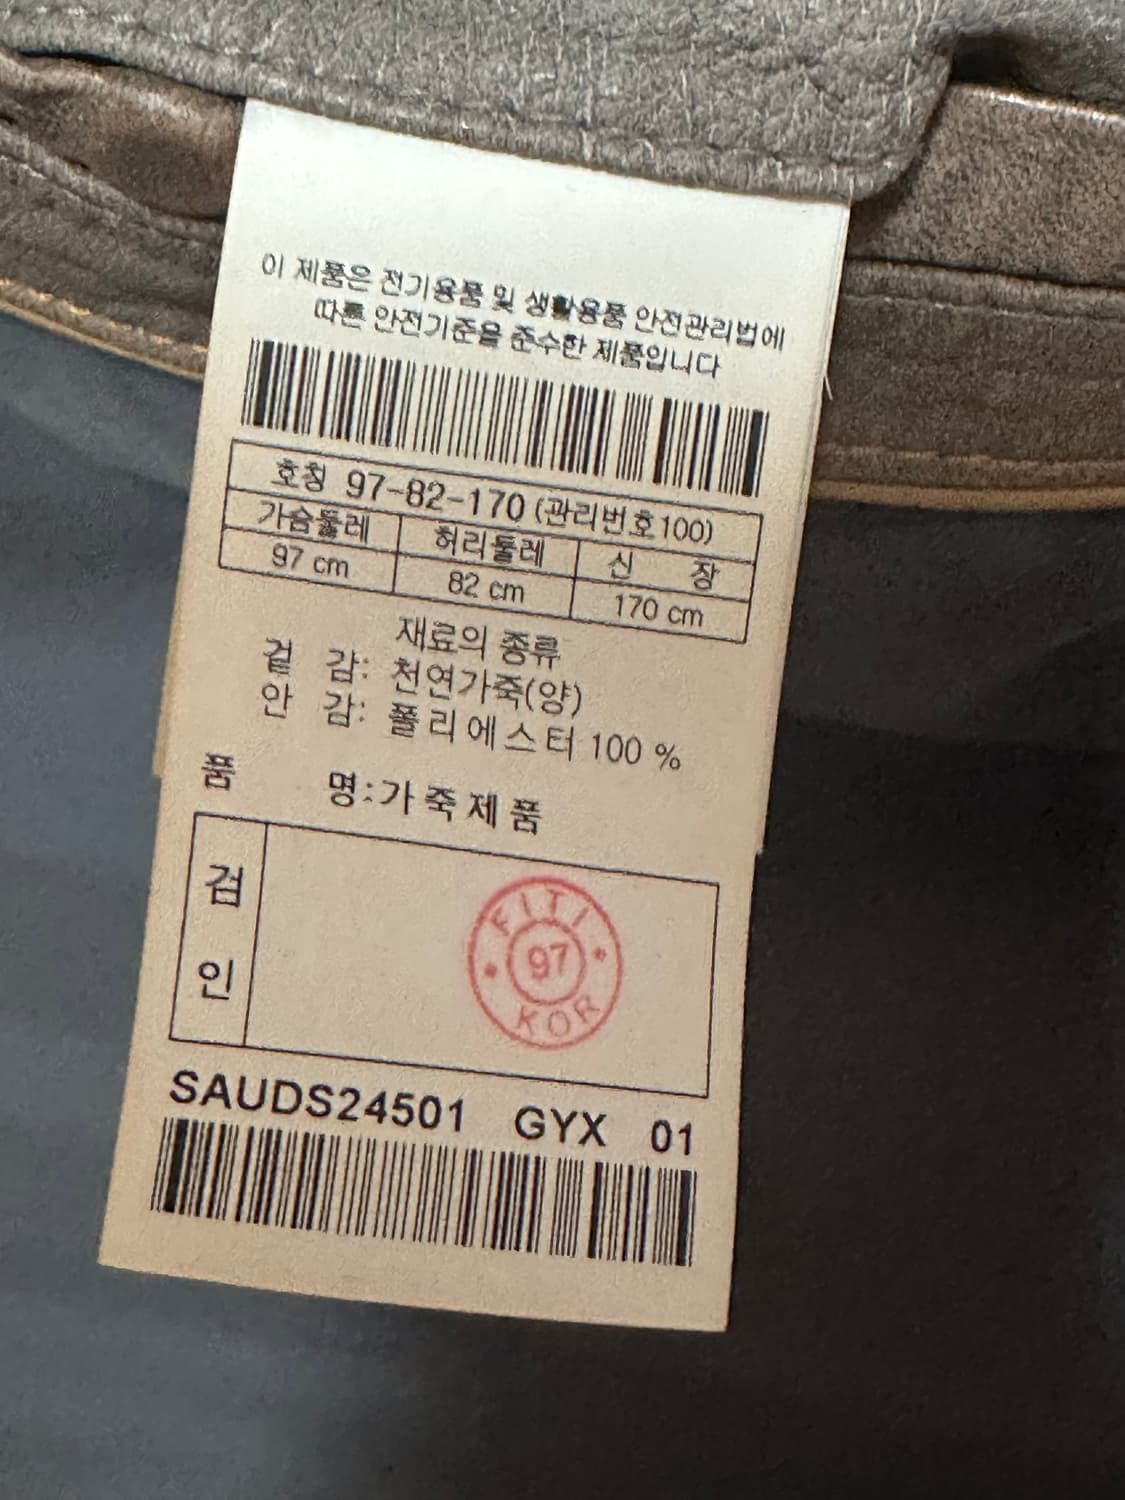 이 제품은 전기용품 및 생활용품 안전관리법에
따른 안전기준을 준수한 제품입니다
호칭 97-82-170 (관리번호100)
가슴둘레 허리둘레 신 장
97 cm 82 cm 170 cm
재료의 종류
겉 감: 천연가죽(양)
안 감: 폴리에스터 100 %
품 명:가죽제품
검
인
FITI
97
KOR
SAUDS24501 GYX 01